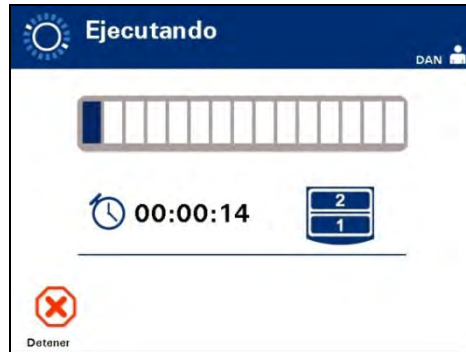 Ejecutando
DAN
00:00:14
2
1
Detener